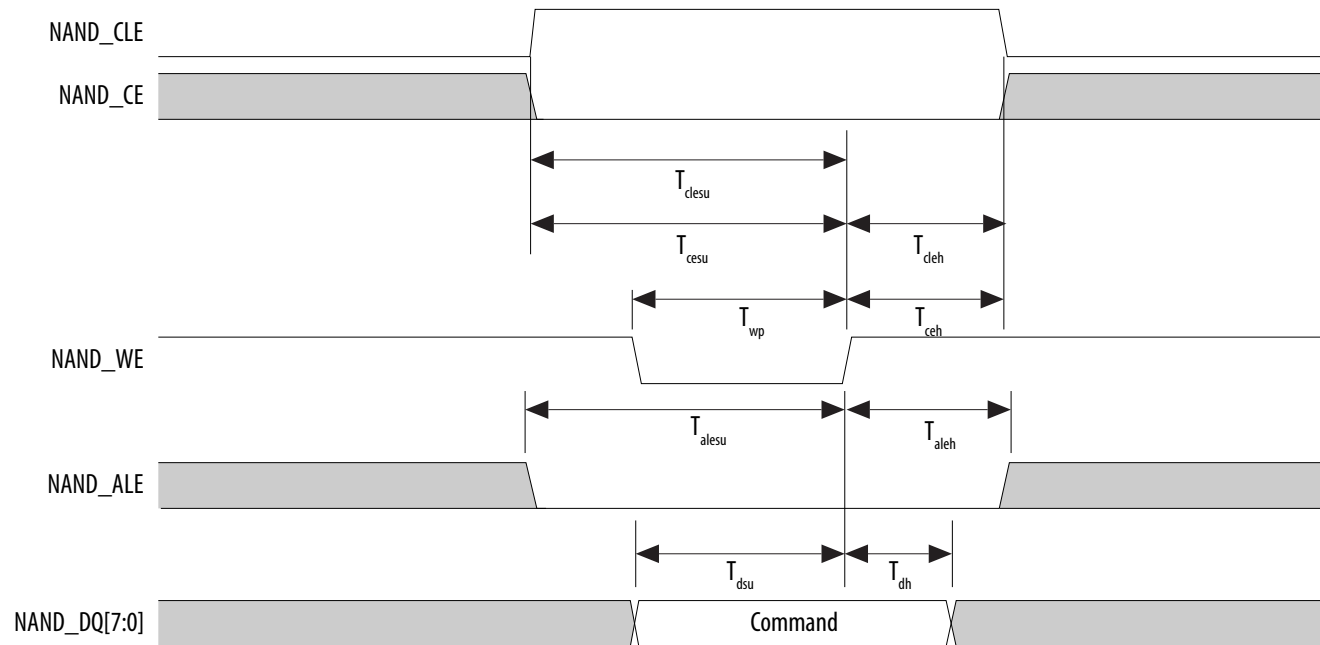 NAND_CLE
NAND_CE
T_clesu
T_cesu
T_cleh
T_wp
T_ceh
NAND_WE
T_alesu
T_aleh
NAND_ALE
T_dsu
T_dh
NAND_DQ[7:0]
Command